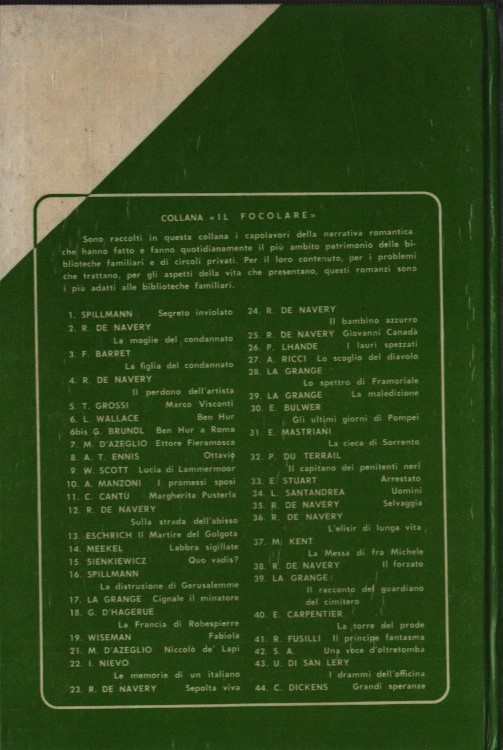 COLLANA «IL FOCOLARE»
Sono raccolti in questa collana i capolavori della narrativa romantica,
che hanno fatto e fanno quotidianamente il più ambito patrimonio delle bi-
blioteche familiari e di circoli privati. Per il loro contenuto, per i problemi
che trattano, per gli aspetti della vita che presentano, questi romanzi sono
i più adatti alle biblioteche familiari.
1. SPILLMANN Segreto inviolato
2. R. DE NAVERY
La moglie del condannato
3. F. BARRET
La figlia del condannato
4. R. DE NAVERY
Il perdono dell'artista
5. T. GROSSI Marco Visconti
6. L. WALLACE Ben Hur
6bis G. BRUNDL Ben Hur a Roma
7. M. D'AZEGLIO Ettore Fieramosca
8. A. T. ENNIS Ottavio
9. W. SCOTT Lucia di Lammermoor
10. A. MANZONI I promessi sposi
11. C. CANTÙ Margherita Pusterla
12. R. DE NAVERY
Sulla strada dell'abisso
13. ESCHRICH Il Martire del Golgota
14. MEEKEL Labbra sigillate
15. SIENKIEWICZ Quo vadis?
16. SPILLMANN
La distruzione di Gerusalemme
17. LA GRANGE Cignale il minatore
18. G. D'HAGERUE
La Francia di Robespierre
19. WISEMAN Fabiola
21. M. D'AZEGLIO Niccolò de' Lapi
22. I. NIEVO
Le memorie di un italiano
23. R. DE NAVERY Sepolta viva
24. R. DE NAVERY
Il bambino azzurro
25. R. DE NAVERY Giovanni Canadà
26. P. LHANDE I lauri spezzati
27. A. RICCI Lo scoglio del diavolo
28. LA GRANGE
Lo spettro di Framoriale
29. LA GRANGE La maledizione
30. E. BULWER
Gli ultimi giorni di Pompei
31. E. MASTRIANI
La cieca di Sorrento
32. P. DU TERRAIL
Il capitano dei penitenti neri
33. E. STUART Arrestato
34. L. SANTANDREA Uomini
35. R. DE NAVERY Selvaggia
36. R. DE NAVERY
L'elisir di lunga vita
37. M. KENT
La Messa di fra Michele
38. R. DE NAVERY Il forzato
39. LA GRANGE
Il racconto del guardiano
del cimitero
40. E. CARPENTIER
La torre del prode
41. R. FUSILLI Il principe fantasma
42. S. A. Una voce d'oltretomba
43. U. DI SAN LERY
I drammi dell'officina
44. C. DICKENS Grandi speranze